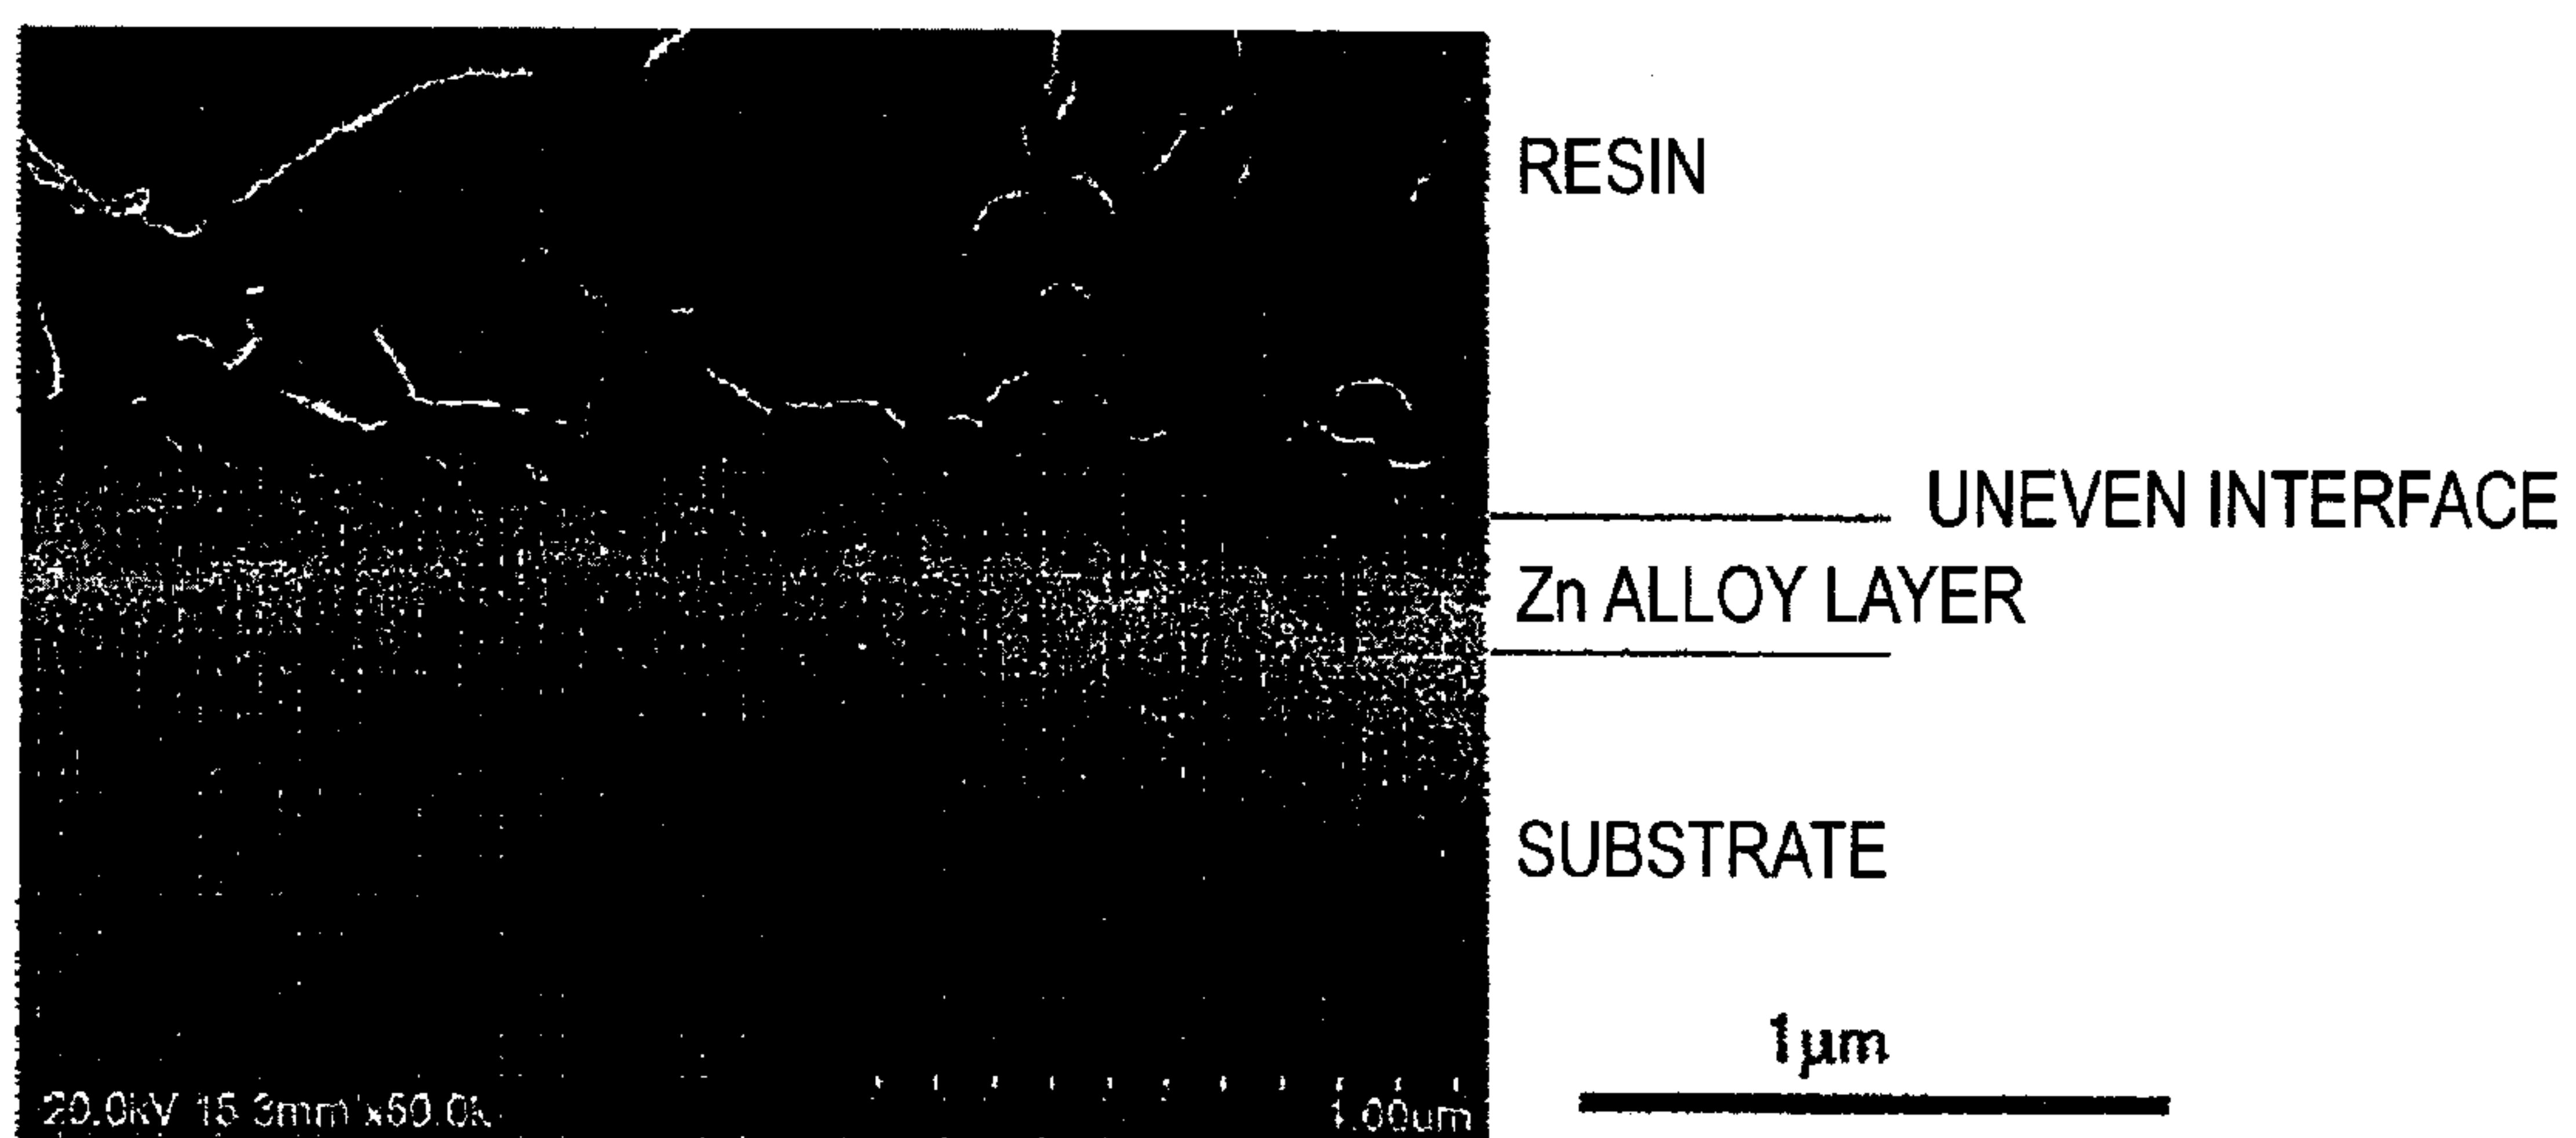 RESIN
UNEVEN INTERFACE
Zn ALLOY LAYER
SUBSTRATE
1μm
20.0kV 15.3mm x50.0k
1.00um